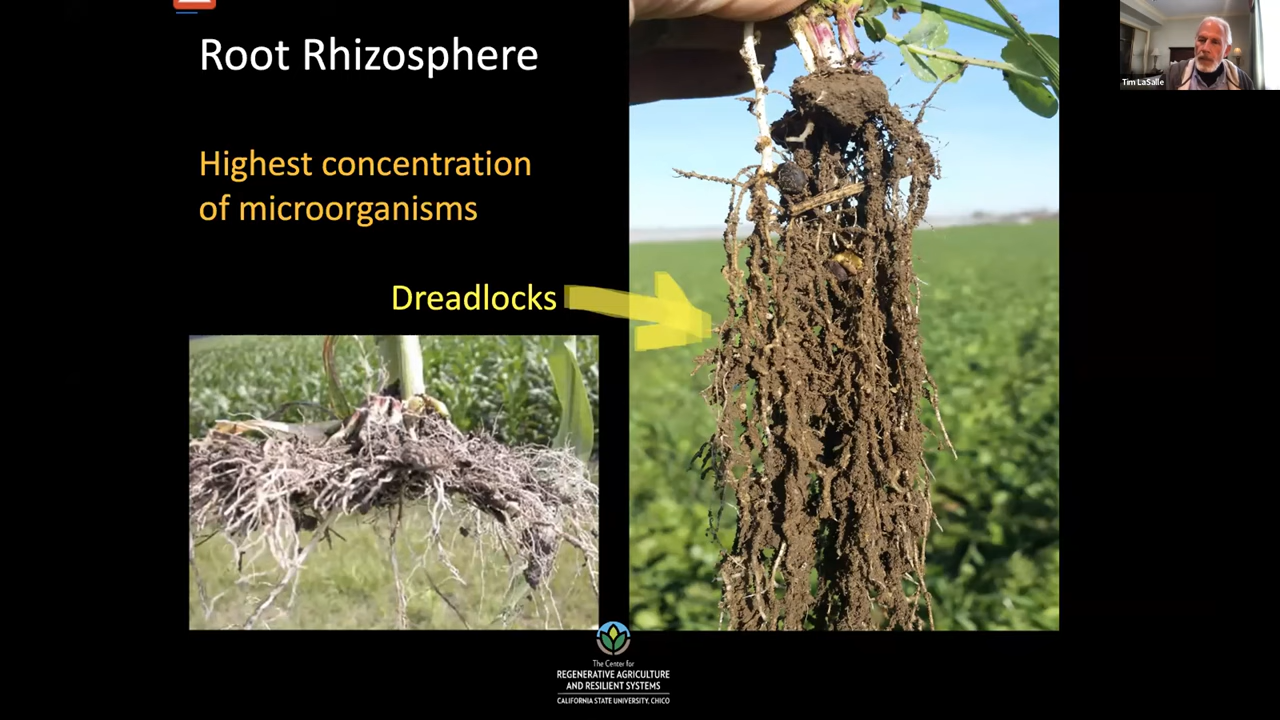 Root Rhizosphere
Tim LaSalle
Highest concentration
of microorganisms
Dreadlocks
The Center for
REGENERATIVE AGRICULTURE
AND RESILIENT SYSTEMS
CALIFORNIA STATE UNIVERSITY, CHICO